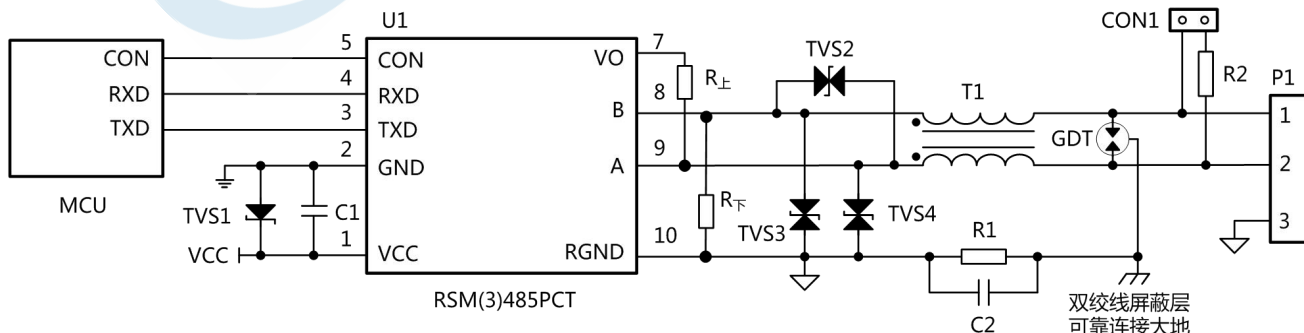 U1
CON1
CON
5
CON
VO
7
TVS2
RXD
4
RXD
R上
8
T1
R2
P1
TXD
3
TXD
B
1
2
GND
A
9
GDT
2
MCU
TVS1
C1
R下
TVS3
TVS4
3
VCC
1
VCC
RGND
10
R1
RSM(3)485PCT
C2
双绞线屏蔽层
可靠连接大地